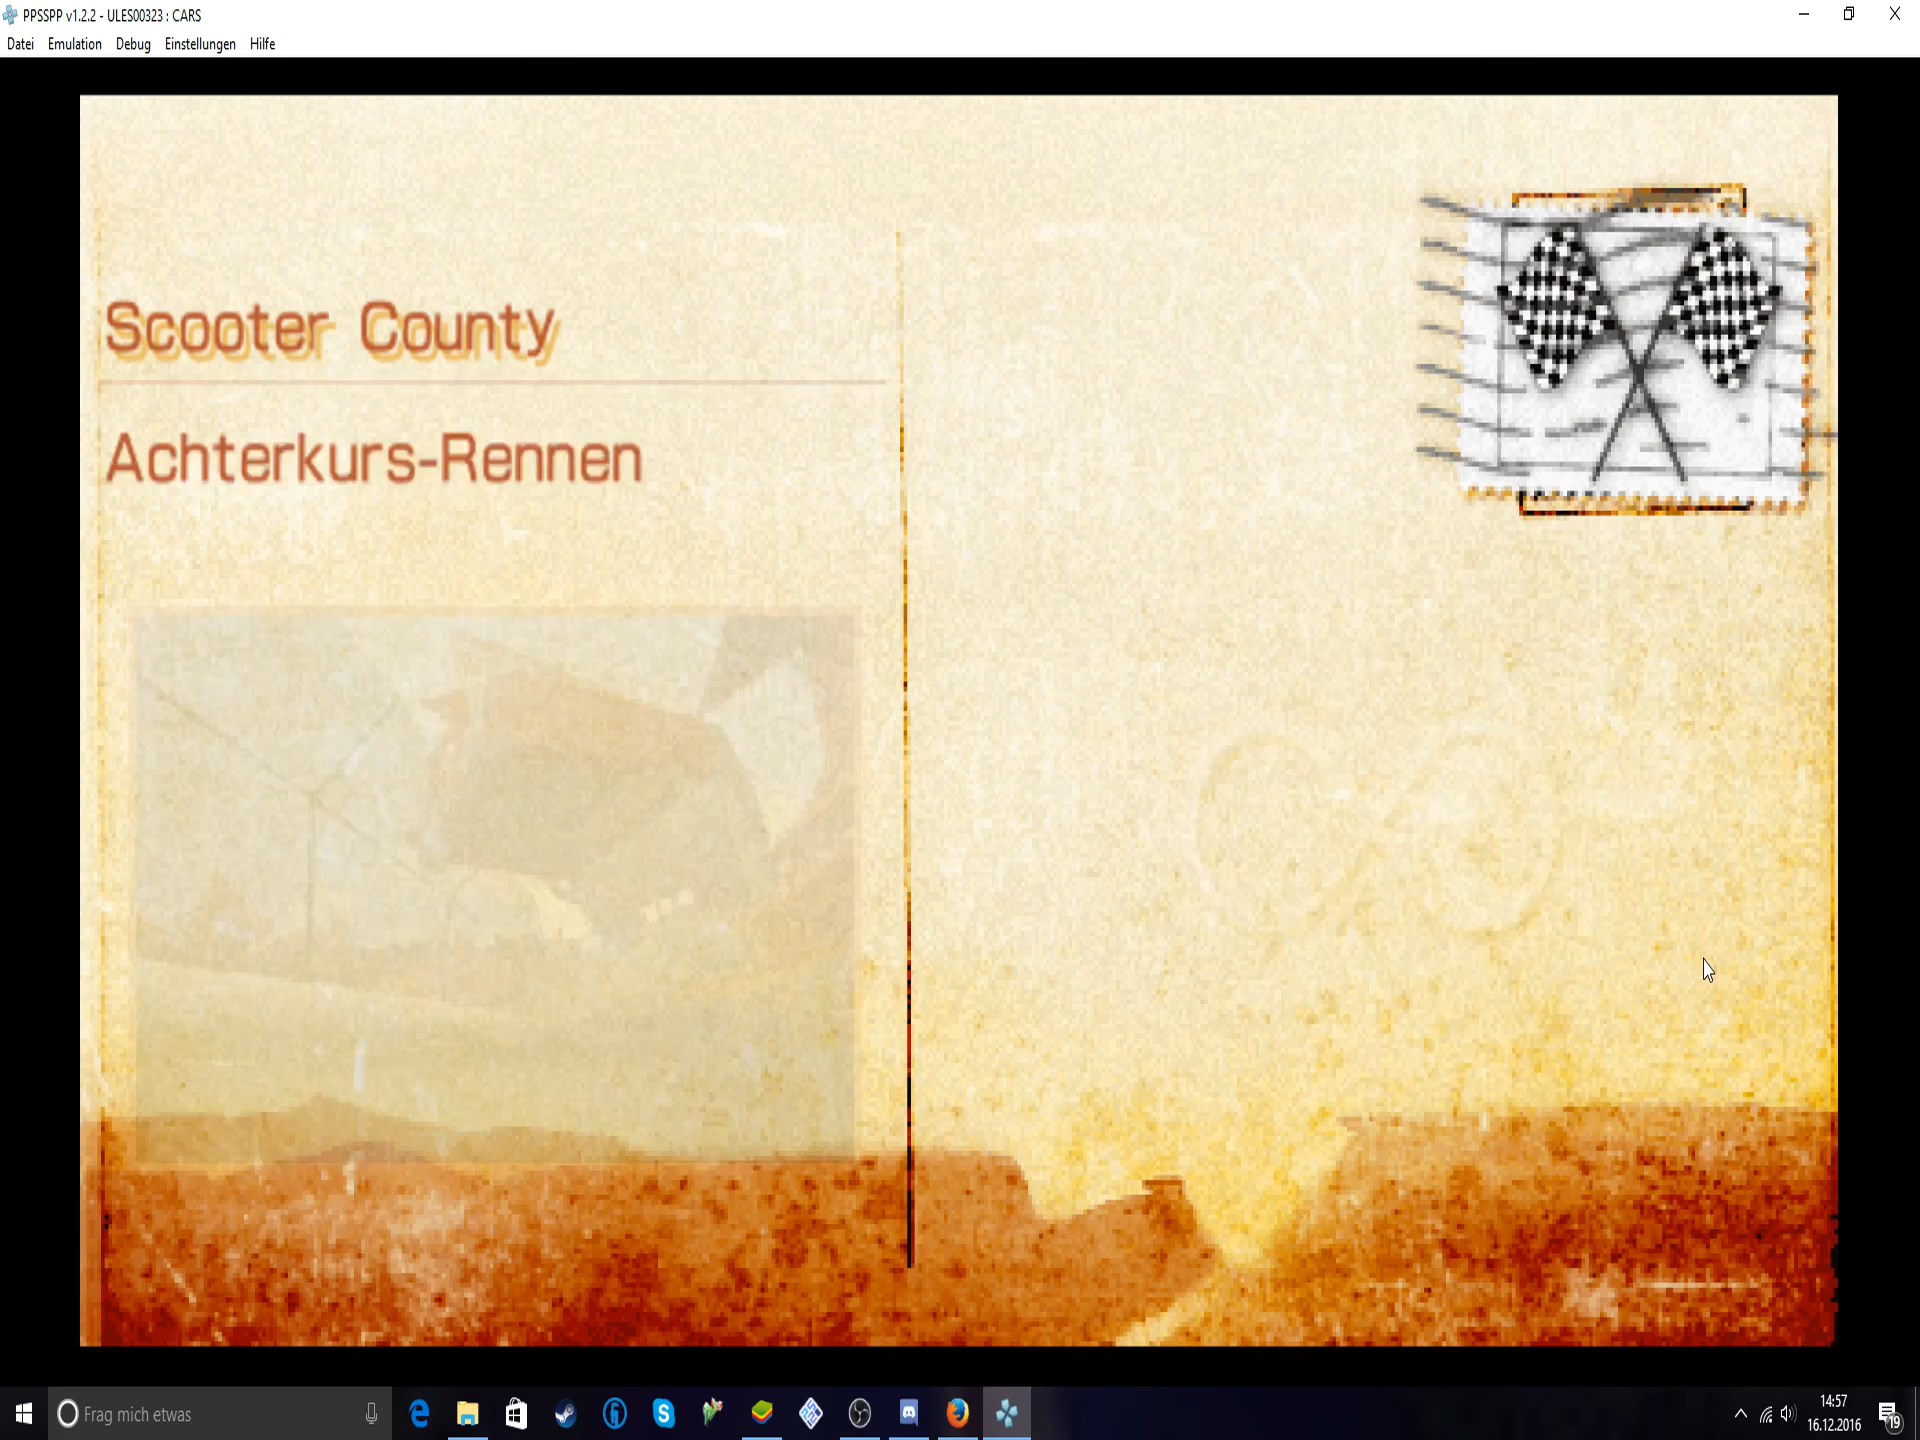 PPSSPP v1.2.2 - ULES00323 : CARS
Datei Emulation Debug Einstellungen Hilfe
Scooter County
Achterkurs-Rennen
Frag mich etwas
14:57
16.12.2016
19